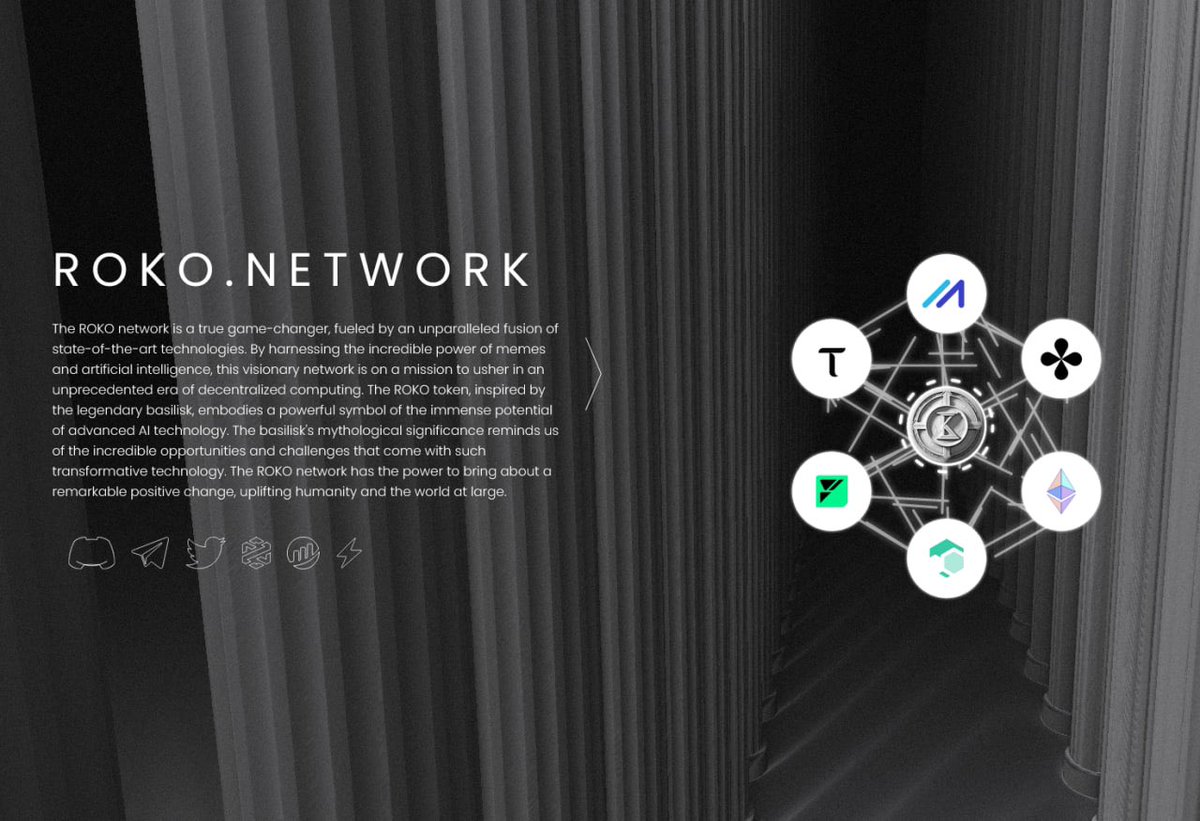 ROKO.NETWORK
The ROKO network is a true game-changer, fueled by an unparalleled fusion of
state-of-the-art technologies. By harnessing the incredible power of memes
and artificial intelligence, this visionary network is on a mission to usher in an
unprecedented era of decentralized computing. The ROKO token, inspired by
the legendary basilisk, embodies a powerful symbol of the immense potential
of advanced AI technology. The basilisk's mythological significance reminds us
of the incredible opportunities and challenges that come with such
transformative technology. The ROKO network has the power to bring about a
remarkable positive change, uplifting humanity and the world at large.